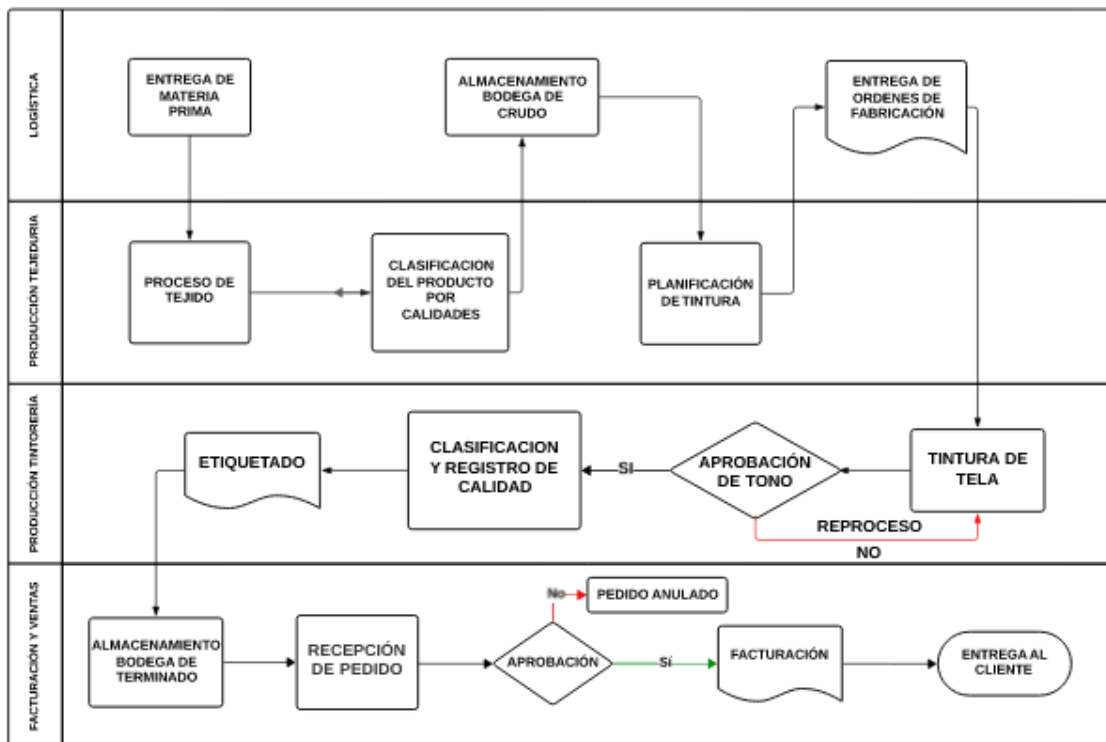 LOGÍSTICA
ENTREGA DE
MATERIA
PRIMA
ALMACENAMIENTO
BODEGA DE
CRUDO
ENTREGA DE
ORDENES DE
FABRICACIÓN
PRODUCCIÓN TEJEDURIA
PROCESO DE
TEJIDO
CLASIFICACION
DEL PRODUCTO
POR
CALIDADES
PLANIFICACIÓN
DE TINTURA
PRODUCCIÓN TINTORERÍA
ETIQUETADO
CLASIFICACION
Y REGISTRO DE
CALIDAD
SI
APROBACIÓN
DE TONO
TINTURA DE
TELA
REPROCESO
NO
FACTURACIÓN Y VENTAS
ALMACENAMIENTO
BODEGA DE
TERMINADO
RECEPCIÓN
DE PEDIDO
APROBACIÓN
No
PEDIDO ANULADO
Sí
FACTURACIÓN
ENTREGA AL
CLIENTE